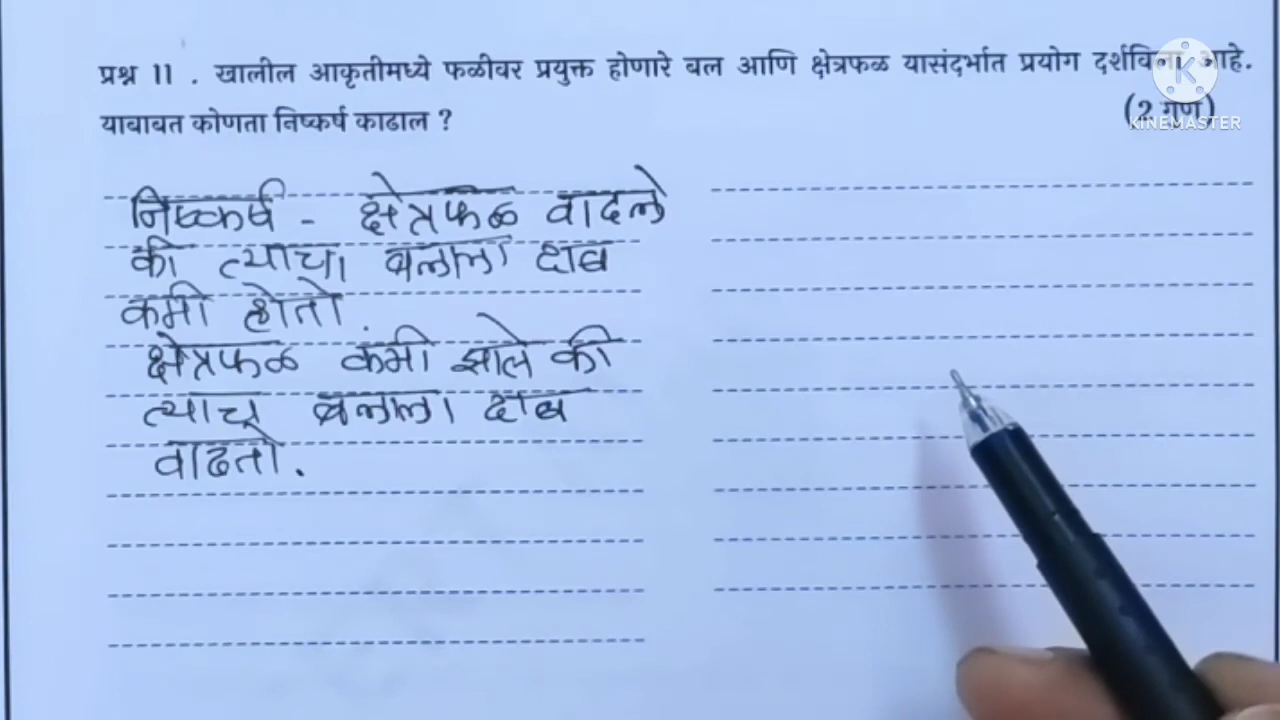 प्रश्न 11 . खालील आकृतीमध्ये फळीवर प्रयुक्त होणारे बल आणि क्षेत्रफळ यासंदर्भात प्रयोग दर्शविला आहे.
याबाबत कोणता निष्कर्ष काढाल ?
(2 गुण)
KINEMASTER
निष्कर्ष - क्षेत्रफळ वाढले
की त्याचा बलाला दाब
कमी होतो.
क्षेत्रफळ कमी झाले की
त्याचा बलाला दाब
वाढतो.